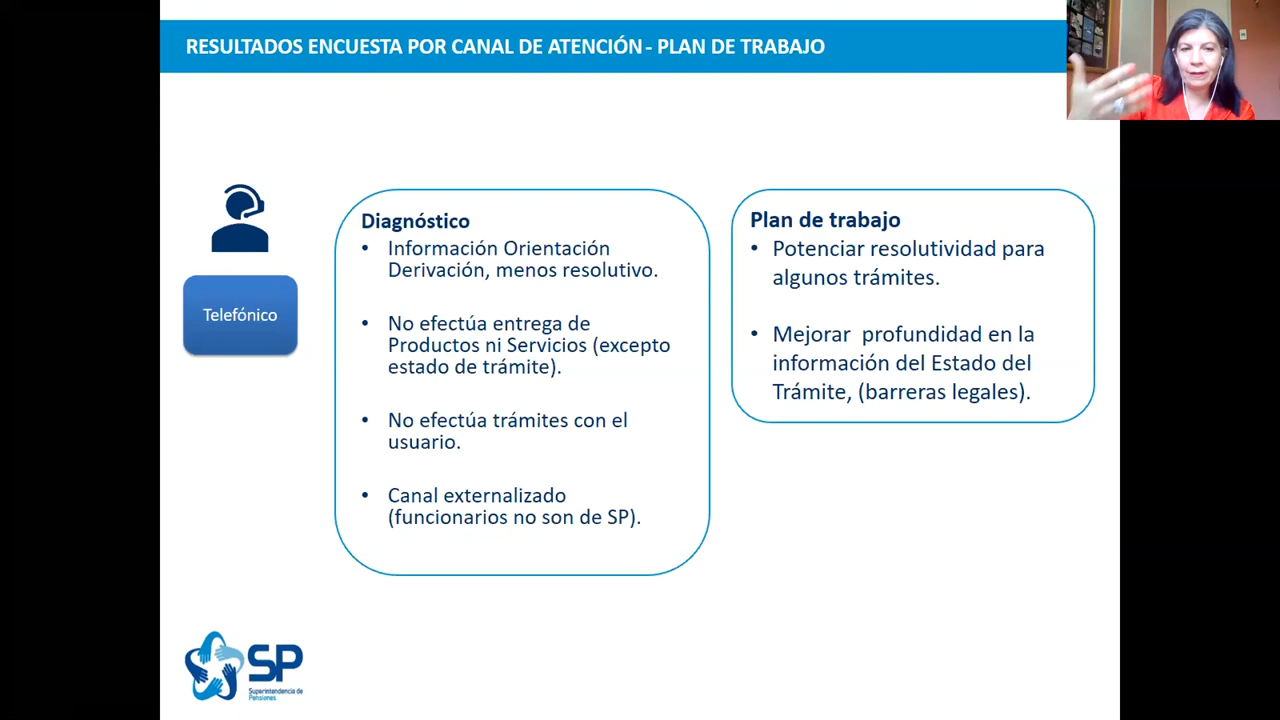 RESULTADOS ENCUESTA POR CANAL DE ATENCIÓN - PLAN DE TRABAJO
Telefónico
Diagnóstico
• Información Orientación
Derivación, menos resolutivo.
• No efectúa entrega de
Productos ni Servicios (excepto
estado de trámite).
• No efectúa trámites con el
usuario.
• Canal externalizado
(funcionarios no son de SP).
Plan de trabajo
• Potenciar resolutividad para
algunos trámites.
• Mejorar  profundidad en la
información del Estado del
Trámite, (barreras legales).
SP
Superintendencia de
Pensiones